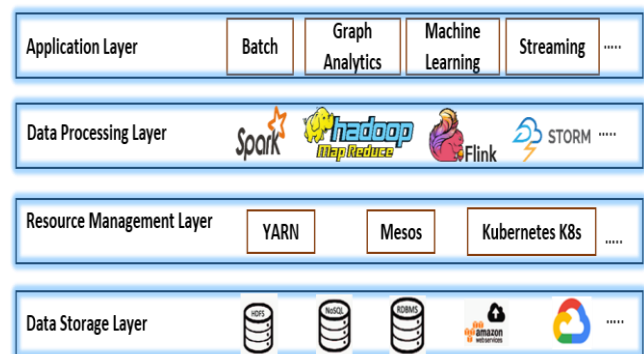 Application Layer
Batch
Graph
Analytics
Machine
Learning
Streaming
.....
Data Processing Layer
Spark
hadoop
Map Reduce
Flink
STORM
.....
Resource Management Layer
YARN
Mesos
Kubernetes K8s
.....
Data Storage Layer
HDFS
NoSQL
RDBMS
amazon
webservices
.....